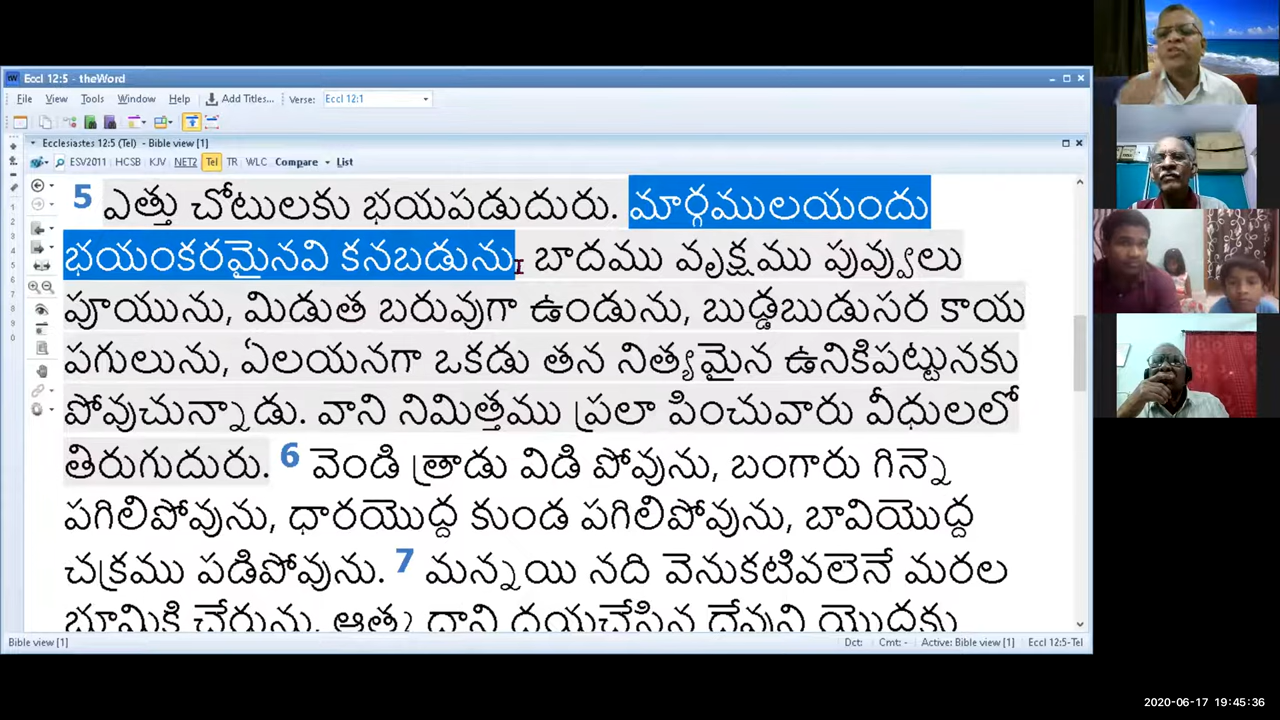 Eccl 12:5 - theWord
File View Tools Window Help Add Titles... Verse: Eccl 12:1
Ecclesiastes 12:5 (Tel) - Bible view [1]
ESV2011 HCSB KJV NET2 Tel TR WLC Compare List
5 ఎత్తు చోటులకు భయపడుదురు. మార్గములయందు
భయంకరమైనవి కనబడును, బాదము వృక్షము పువ్వులు
పూయును, మిడుత బరువుగా ఉండును, బుడ్డబుడుసర కాయ
పగులును, ఏలయనగా ఒకడు తన నిత్యమైన ఉనికిపట్టునకు
పోవుచున్నాడు. వాని నిమిత్తము ప్రలా పించువారు వీధులలో
తిరుగుదురు. 6 వెండి త్రాడు విడి పోవును, బంగారు గిన్నె
పగిలిపోవును, ధారయొద్ద కుండ పగిలిపోవును, బావియొద్ద
చక్రము పడిపోవును. 7 మన్నయి నది వెనుకటివలెనే మరల
భూమికి చేరును, ఆత్మ దాని దయచేసిన దేవుని యొద్దకు
Bible view [1] Dct: Cmt: - Active: Bible view [1] Eccl 12:5-Tel
2020-06-17 19:45:36